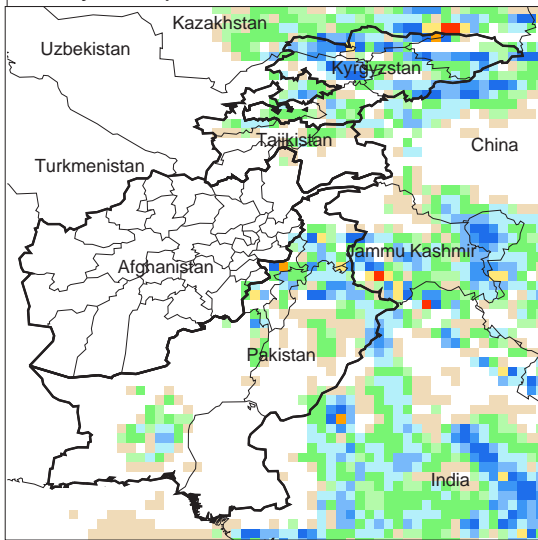 Kazakhstan
Uzbekistan
Kyrgyzstan
Tajikistan
China
Turkmenistan
Jammu Kashmir
Afghanistan
Pakistan
India